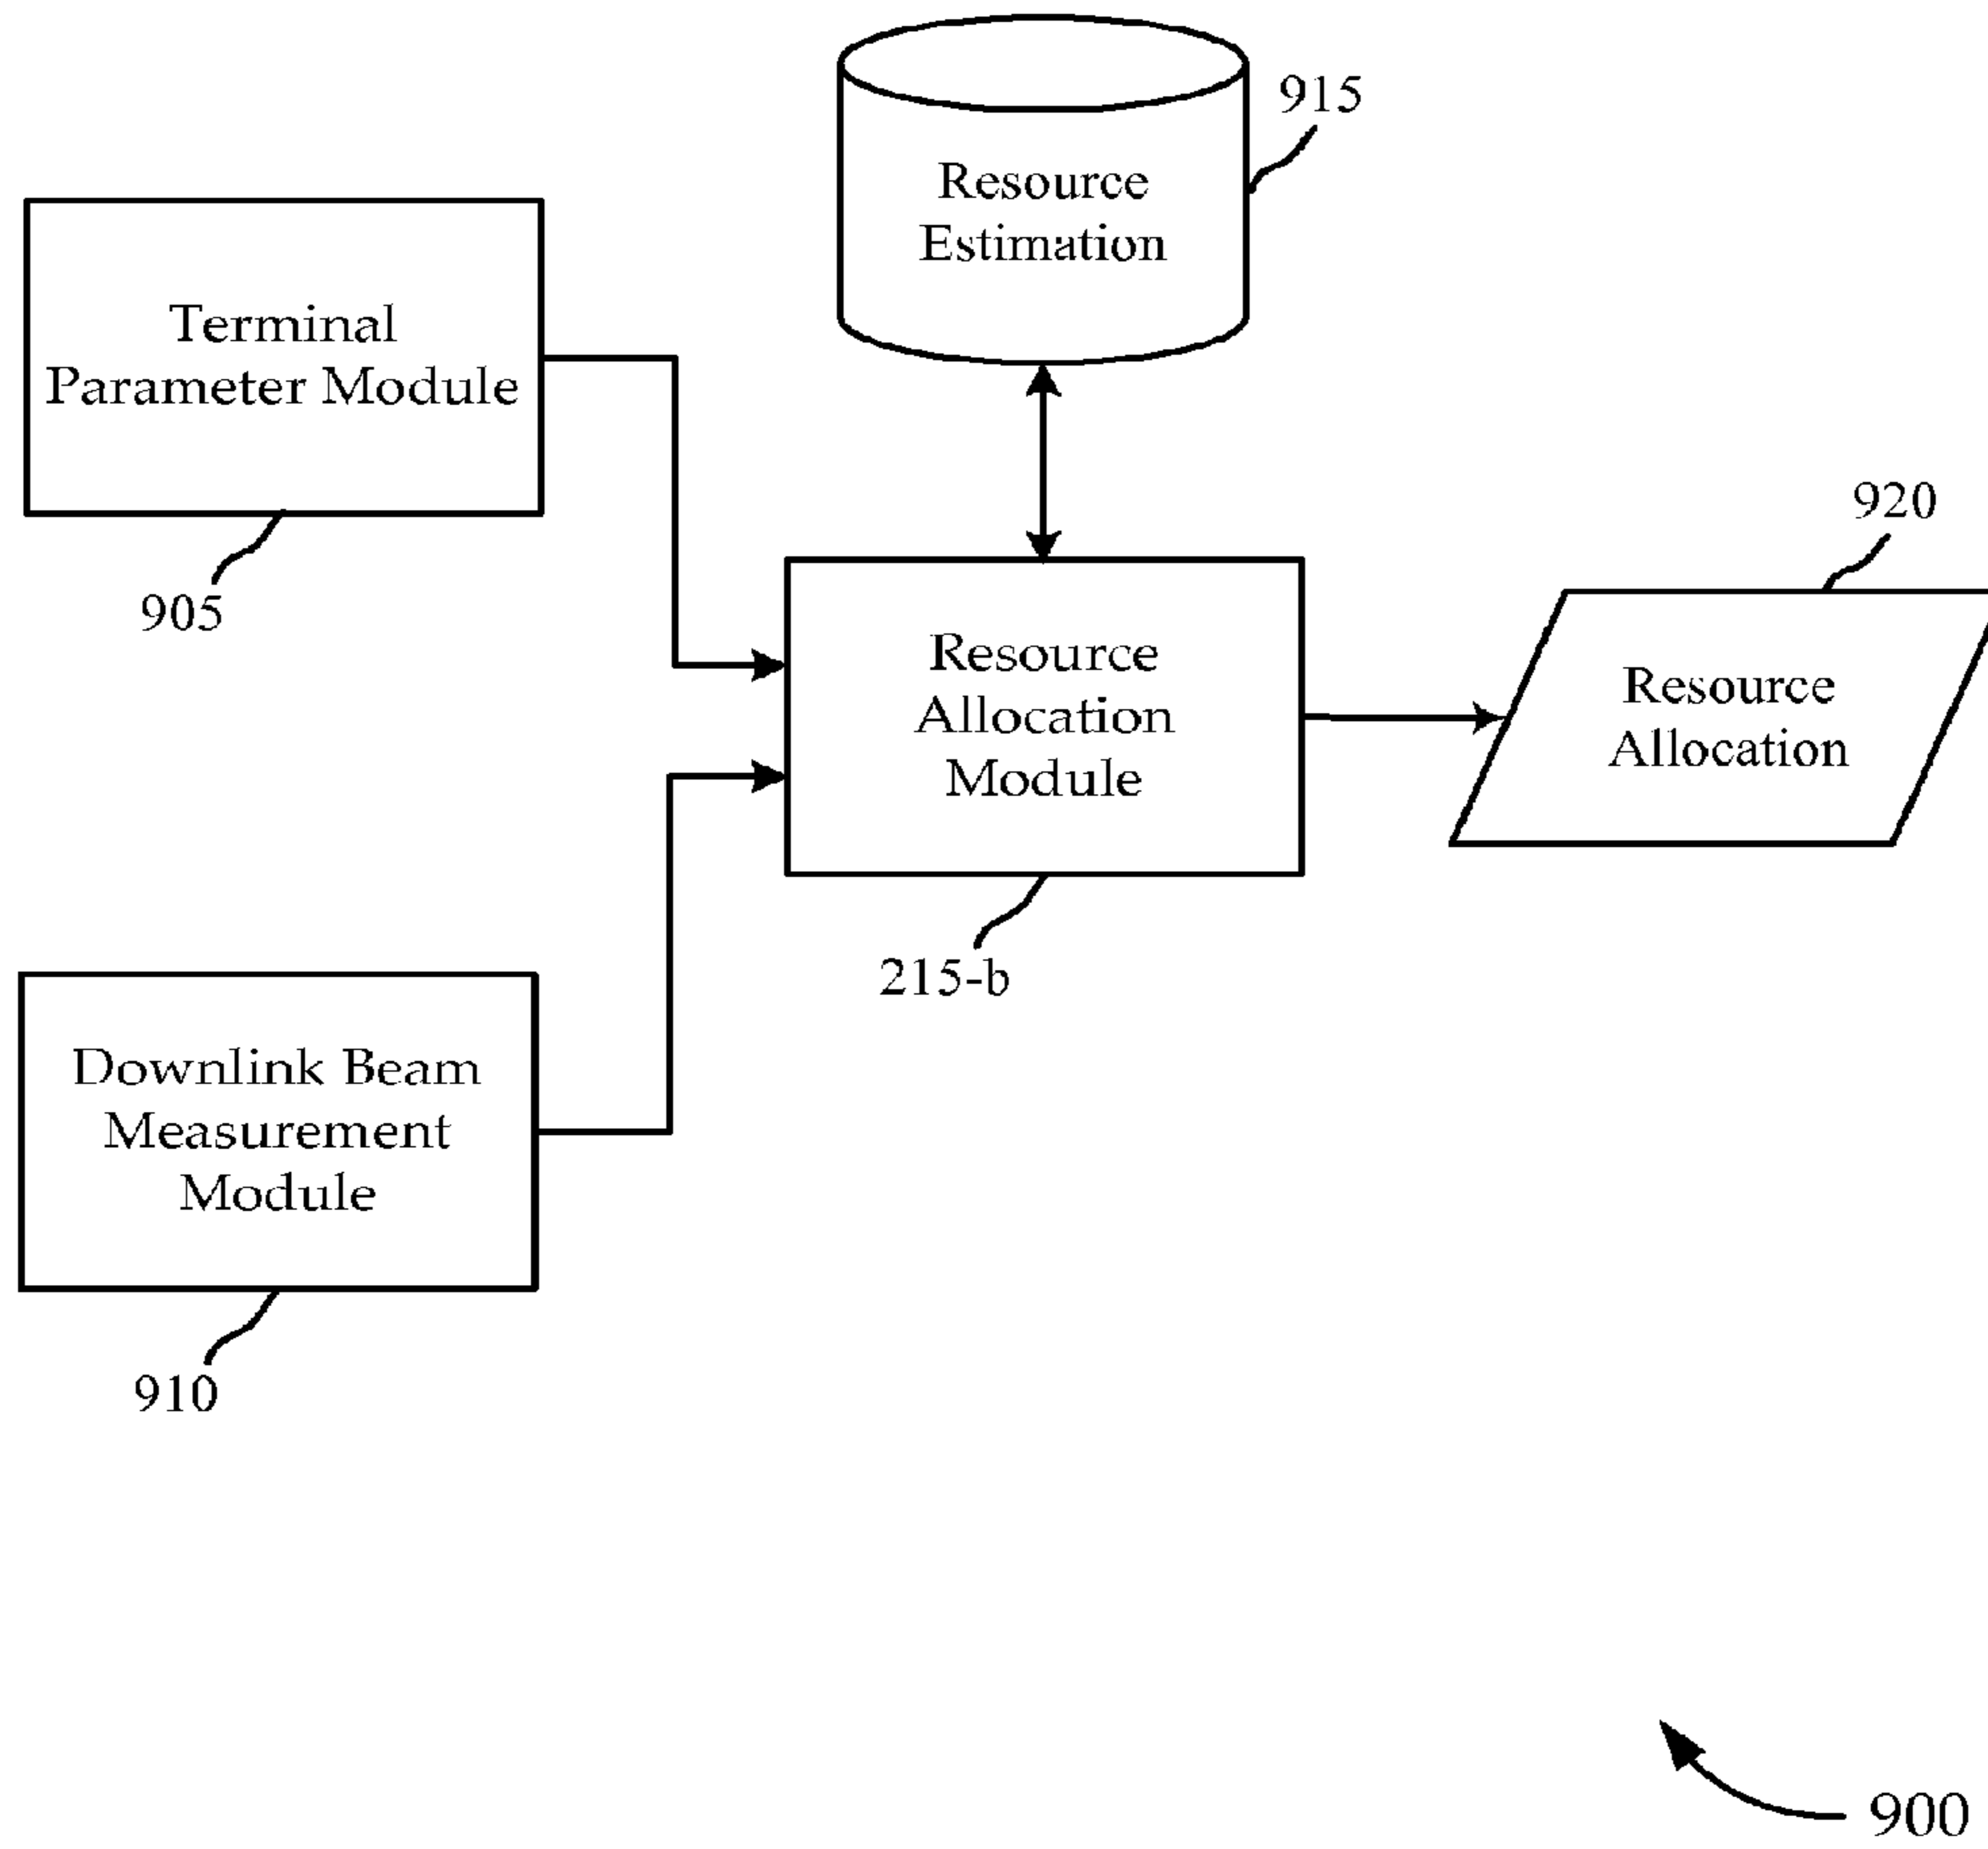 915
Resource
Estimation
Terminal
Parameter Module
905
920
Resource
Allocation
Module
Resource
Allocation
215-b
Downlink Beam
Measurement
Module
910
900